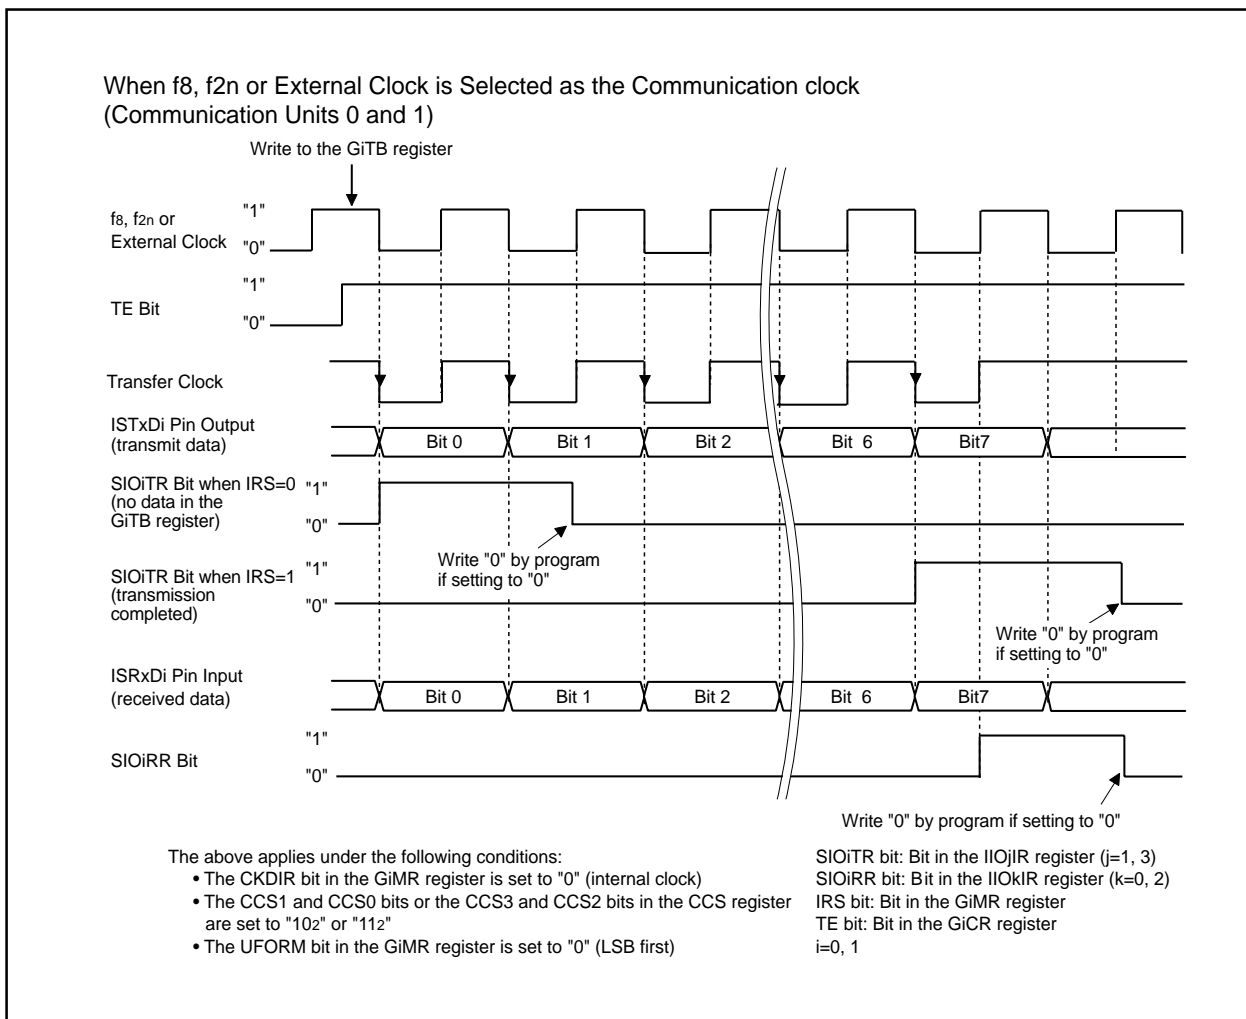 When f8, f2n or External Clock is Selected as the Communication clock
(Communication Units 0 and 1)
Write to the GiTB register
f8, f2n or
External Clock
"1"
"0"
TE Bit
"1"
"0"
Transfer Clock
ISTxDi Pin Output
(transmit data)
Bit 0
Bit 1
Bit 2
Bit 6
Bit7
SIOiTR Bit when IRS=0
(no data in the
GiTB register)
"1"
"0"
Write "0" by program
if setting to "0"
SIOiTR Bit when IRS=1
(transmission
completed)
"1"
"0"
Write "0" by program
if setting to "0"
ISRxDi Pin Input
(received data)
Bit 0
Bit 1
Bit 2
Bit 6
Bit7
SIOiRR Bit
"1"
"0"
Write "0" by program if setting to "0"
The above applies under the following conditions:
• The CKDIR bit in the GiMR register is set to "0" (internal clock)
• The CCS1 and CCS0 bits or the CCS3 and CCS2 bits in the CCS register
are set to "102" or "112"
• The UFORM bit in the GiMR register is set to "0" (LSB first)
SIOiTR bit: Bit in the IIOjIR register (j=1, 3)
SIOiRR bit: Bit in the IIOkIR register (k=0, 2)
IRS bit: Bit in the GiMR register
TE bit: Bit in the GiCR register
i=0, 1